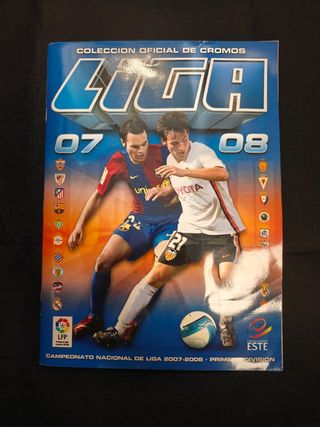 COLECCION OFICIAL DE CROMOS
LIGA
07 08
unicef
24
TOYOTA
21
LFP
ESTE
CAMPEONATO NACIONAL DE LIGA 2007-2008 · PRIMERA DIVISION